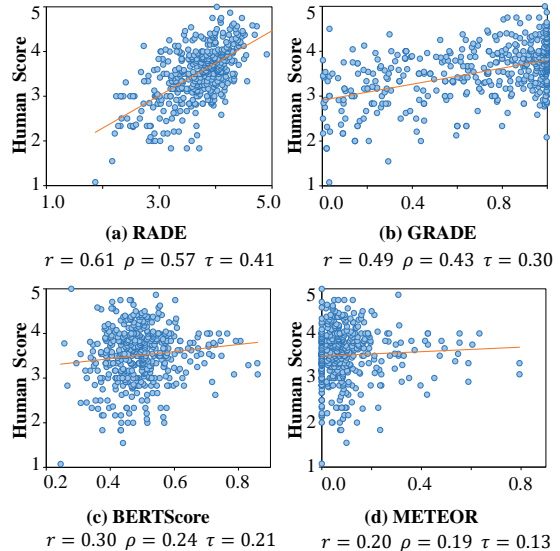 Human Score
5
4
3
2
1
1.0 3.0 5.0
(a) RADE
r = 0.61 ρ = 0.57 τ = 0.41
Human Score
5
4
3
2
1
0.0 0.4 0.8
(b) GRADE
r = 0.49 ρ = 0.43 τ = 0.30
Human Score
5
4
3
2
1
0.2 0.4 0.6 0.8
(c) BERTScore
r = 0.30 ρ = 0.24 τ = 0.21
Human Score
5
4
3
2
1
0.0 0.2 0.4 0.8
(d) METEOR
r = 0.20 ρ = 0.19 τ = 0.13